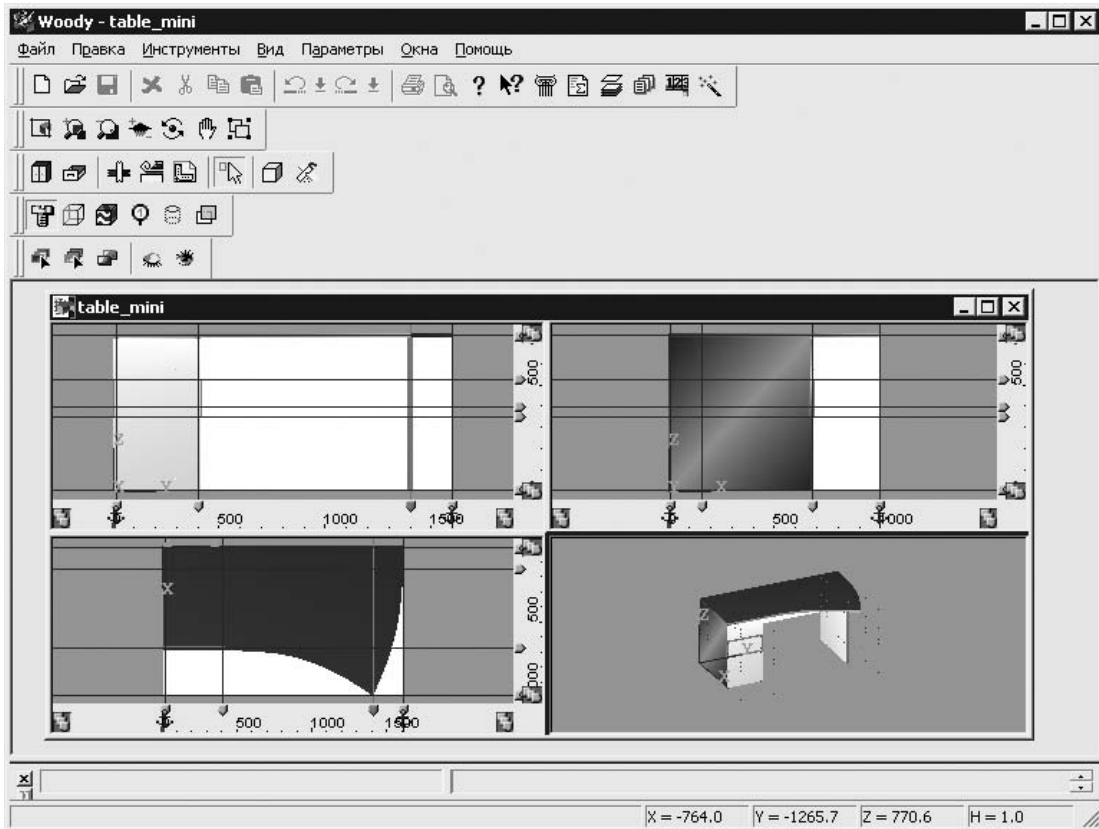 Woody - table_mini
Файл Правка Инструменты Вид Параметры Окна Помощь
table_mini
500
500
Z
Z
Y
X
500 1000 1500
500
X
500
Z
Y
X
500 1000 1500
X = -764.0 Y = -1265.7 Z = 770.6 H = 1.0